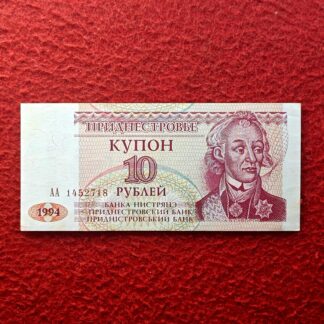 ПРИДНЕСТРОВЬЕ
КУПОН
10
РУБЛЕЙ
АА 1452718
1994
БАНКА НИСТРЯНЭ
ПРИДНЕСТРОВСКИЙ БАНК
ПРИДНІСТРОВСЬКИЙ БАНК